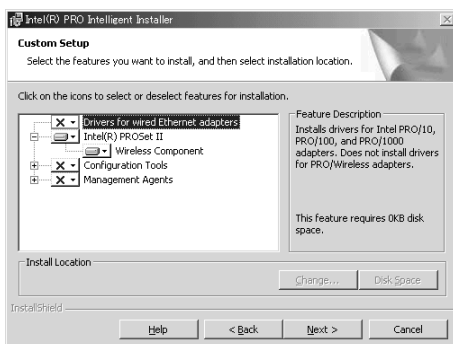 Intel(R) PRO Intelligent Installer
Custom Setup
Select the features you want to install, and then select installation location.
Click on the icons to select or deselect features for installation.
Drivers for wired Ethernet adapters
Intel(R) PROSet II
Wireless Component
Configuration Tools
Management Agents
Feature Description
Installs drivers for Intel PRO/10,
PRO/100, and PRO/1000
adapters. Does not install drivers
for PRO/Wireless adapters.
This feature requires 0KB disk
space.
Install Location
Change...
Disk Space
InstallShield
Help
< Back
Next >
Cancel